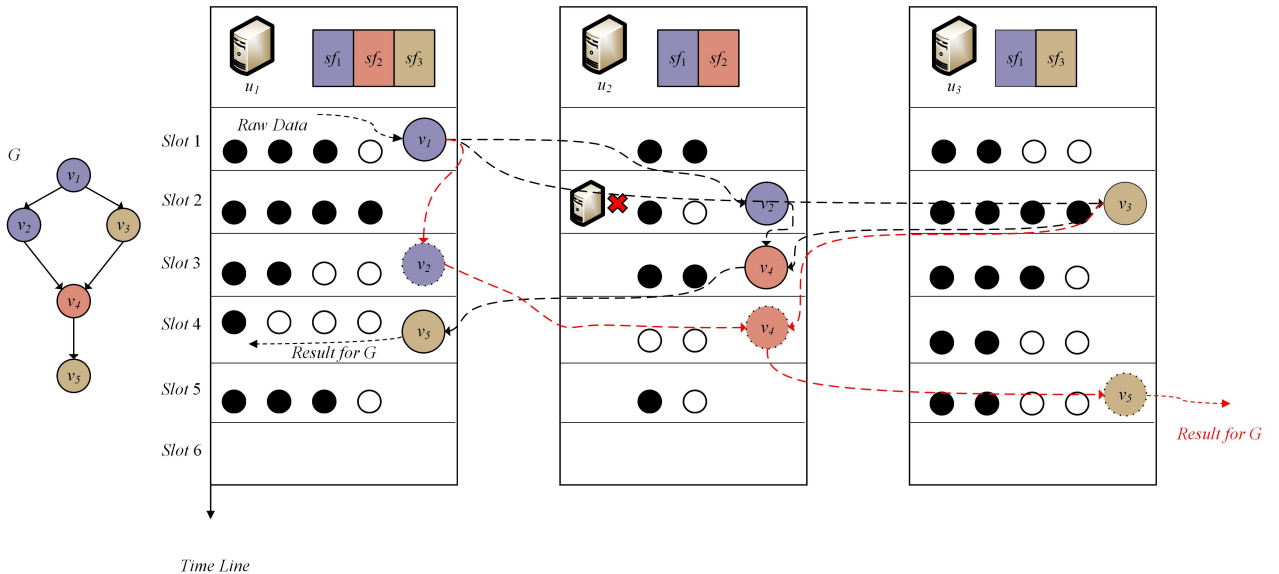 G
v1
v2
v3
v4
v5
u1
sf1 sf2 sf3
u2
sf1 sf2
u3
sf1 sf3
Slot 1
Raw Data
v1
Slot 2
v2
v3
Slot 3
v2
v4
Slot 4
v5
v4
Result for G
Slot 5
v5
Result for G
Slot 6
Time Line